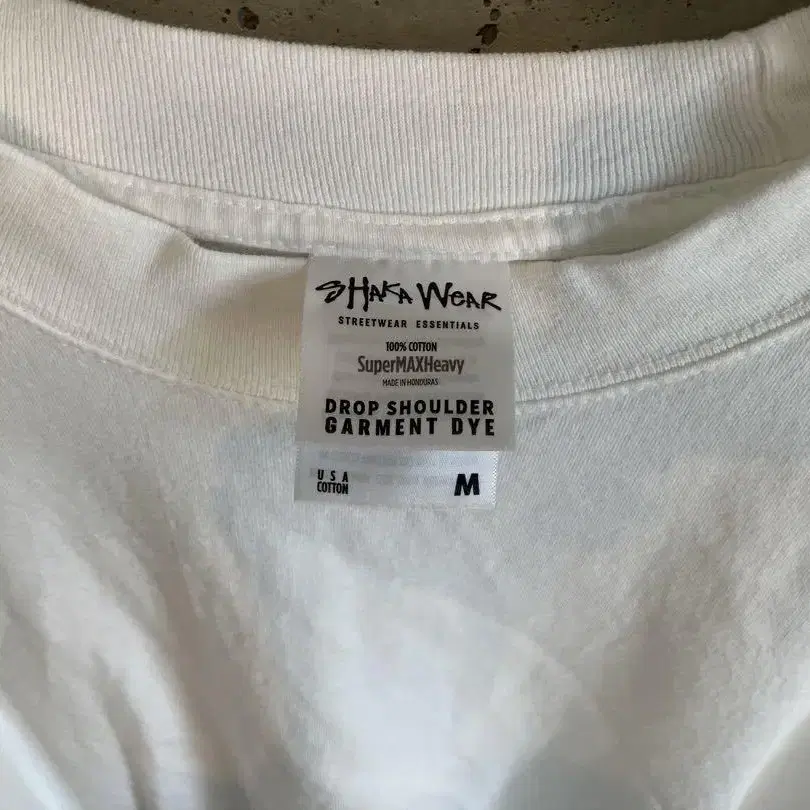 SHAKA WEAR
STREETWEAR ESSENTIALS
100% COTTON
SuperMAXHeavy
MADE IN HONDURAS
DROP SHOULDER
GARMENT DYE
USA
COTTON
M